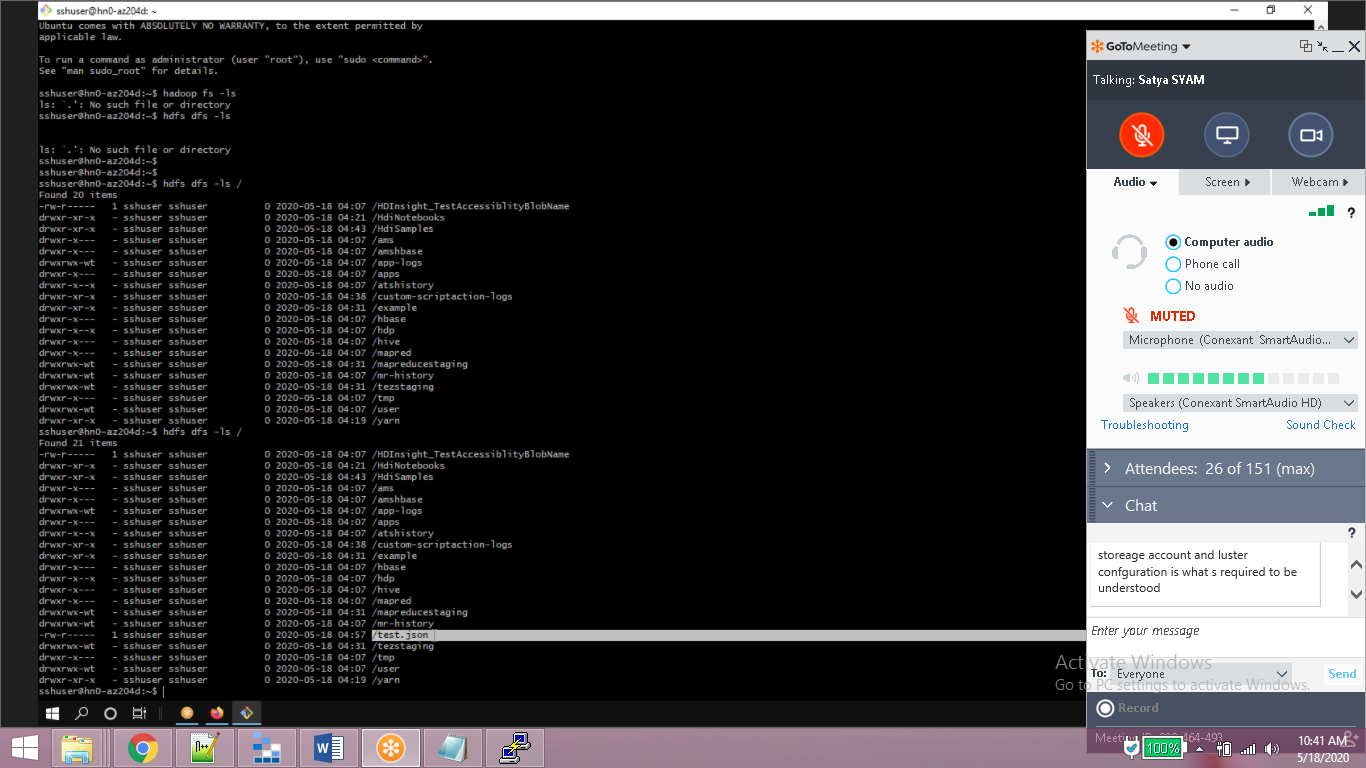 sshuser@hn0-az204d: ~
Ubuntu comes with ABSOLUTELY NO WARRANTY, to the extent permitted by
applicable law.
To run a command as administrator (user "root"), use "sudo <command>".
See "man sudo_root" for details.
sshuser@hn0-az204d:~$ hadoop fs -ls
ls: `.': No such file or directory
sshuser@hn0-az204d:~$ hdfs dfs -ls
ls: `.': No such file or directory
sshuser@hn0-az204d:~$
sshuser@hn0-az204d:~$
sshuser@hn0-az204d:~$ hdfs dfs -ls /
Found 20 items
-rw-r----- 1 sshuser sshuser 0 2020-05-18 04:07 /HDInsight_TestAccessiblityBlobName
drwxr-xr-x - sshuser sshuser 0 2020-05-18 04:21 /HdiNotebooks
drwxr-xr-x - sshuser sshuser 0 2020-05-18 04:43 /HdiSamples
drwxr-x--- - sshuser sshuser 0 2020-05-18 04:07 /ams
drwxr-x--- - sshuser sshuser 0 2020-05-18 04:07 /amshbase
drwxrwx-wt - sshuser sshuser 0 2020-05-18 04:07 /app-logs
drwxr-x--- - sshuser sshuser 0 2020-05-18 04:07 /apps
drwxr-x--x - sshuser sshuser 0 2020-05-18 04:07 /atshistory
drwxr-xr-x - sshuser sshuser 0 2020-05-18 04:38 /custom-scriptaction-logs
drwxr-xr-x - sshuser sshuser 0 2020-05-18 04:31 /example
drwxr-x--- - sshuser sshuser 0 2020-05-18 04:07 /hbase
drwxr-x--x - sshuser sshuser 0 2020-05-18 04:07 /hdp
drwxr-x--- - sshuser sshuser 0 2020-05-18 04:07 /hive
drwxr-x--- - sshuser sshuser 0 2020-05-18 04:07 /mapred
drwxrwx-wt - sshuser sshuser 0 2020-05-18 04:31 /mapreducestaging
drwxrwx-wt - sshuser sshuser 0 2020-05-18 04:07 /mr-history
drwxrwx-wt - sshuser sshuser 0 2020-05-18 04:31 /tezstaging
drwxr-x--- - sshuser sshuser 0 2020-05-18 04:07 /tmp
drwxrwx-wt - sshuser sshuser 0 2020-05-18 04:07 /user
drwxr-xr-x - sshuser sshuser 0 2020-05-18 04:19 /yarn
sshuser@hn0-az204d:~$ hdfs dfs -ls /
Found 21 items
-rw-r----- 1 sshuser sshuser 0 2020-05-18 04:07 /HDInsight_TestAccessiblityBlobName
drwxr-xr-x - sshuser sshuser 0 2020-05-18 04:21 /HdiNotebooks
drwxr-xr-x - sshuser sshuser 0 2020-05-18 04:43 /HdiSamples
drwxr-x--- - sshuser sshuser 0 2020-05-18 04:07 /ams
drwxr-x--- - sshuser sshuser 0 2020-05-18 04:07 /amshbase
drwxrwx-wt - sshuser sshuser 0 2020-05-18 04:07 /app-logs
drwxr-x--- - sshuser sshuser 0 2020-05-18 04:07 /apps
drwxr-x--x - sshuser sshuser 0 2020-05-18 04:07 /atshistory
drwxr-xr-x - sshuser sshuser 0 2020-05-18 04:38 /custom-scriptaction-logs
drwxr-xr-x - sshuser sshuser 0 2020-05-18 04:31 /example
drwxr-x--- - sshuser sshuser 0 2020-05-18 04:07 /hbase
drwxr-x--x - sshuser sshuser 0 2020-05-18 04:07 /hdp
drwxr-x--- - sshuser sshuser 0 2020-05-18 04:07 /hive
drwxr-x--- - sshuser sshuser 0 2020-05-18 04:07 /mapred
drwxrwx-wt - sshuser sshuser 0 2020-05-18 04:31 /mapreducestaging
drwxrwx-wt - sshuser sshuser 0 2020-05-18 04:07 /mr-history
-rw-r----- 1 sshuser sshuser 0 2020-05-18 04:57 /test.json
drwxrwx-wt - sshuser sshuser 0 2020-05-18 04:31 /tezstaging
drwxr-x--- - sshuser sshuser 0 2020-05-18 04:07 /tmp
drwxrwx-wt - sshuser sshuser 0 2020-05-18 04:07 /user
drwxr-xr-x - sshuser sshuser 0 2020-05-18 04:19 /yarn
sshuser@hn0-az204d:~$
GoToMeeting
Talking: Satya SYAM
Audio Screen Webcam
?
Computer audio
Phone call
No audio
MUTED
Microphone (Conexant SmartAudio...
Speakers (Conexant SmartAudio HD)
Troubleshooting Sound Check
Attendees: 26 of 151 (max)
Chat
?
storeage account and luster
confguration is what s required to be
understood
Enter your message
Activate Windows
To: Everyone Send
Go to PC settings to activate Windows.
Record
100%
10:41 AM
5/18/2020